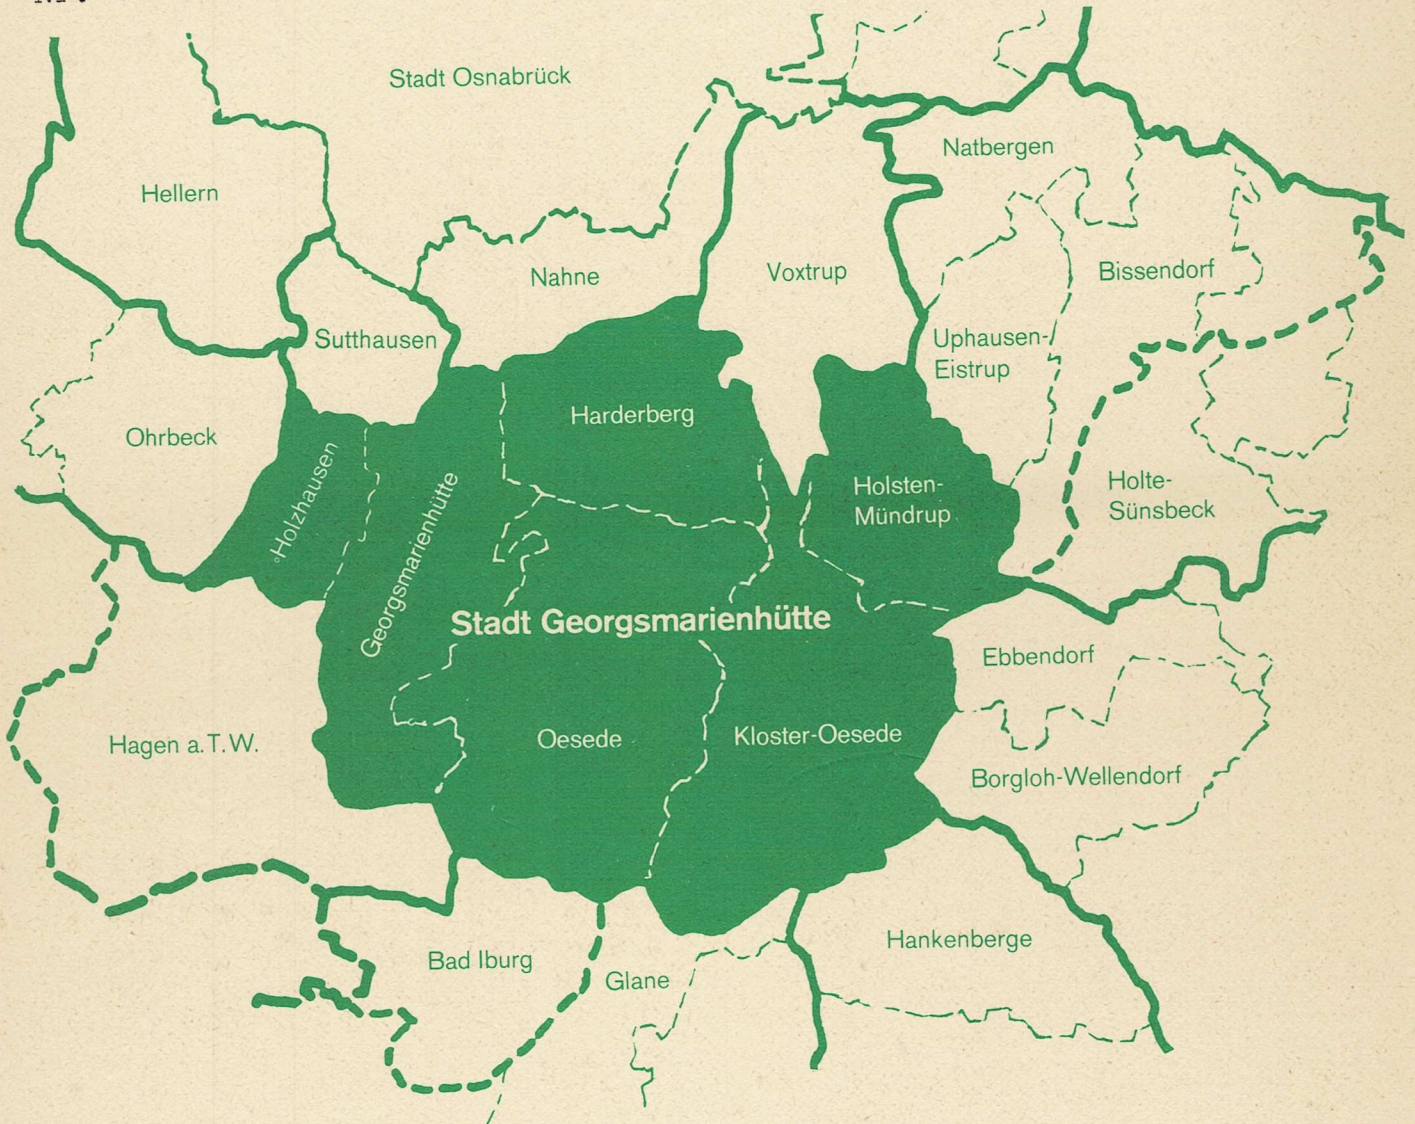 Stadt Osnabrück
Natbergen
Hellern
Nahne
Voxtrup
Bissendorf
Sutthausen
Uphausen-
Eistrup
Harderberg
Ohrbeck
Holzhausen
Georgsmarienhütte
Holsten-
Mündrup
Holte-
Sünsbeck
Stadt Georgsmarienhütte
Ebbendorf
Hagen a.T.W.
Oesede
Kloster-Oesede
Borgloh-Wellendorf
Bad Iburg
Glane
Hankenberge